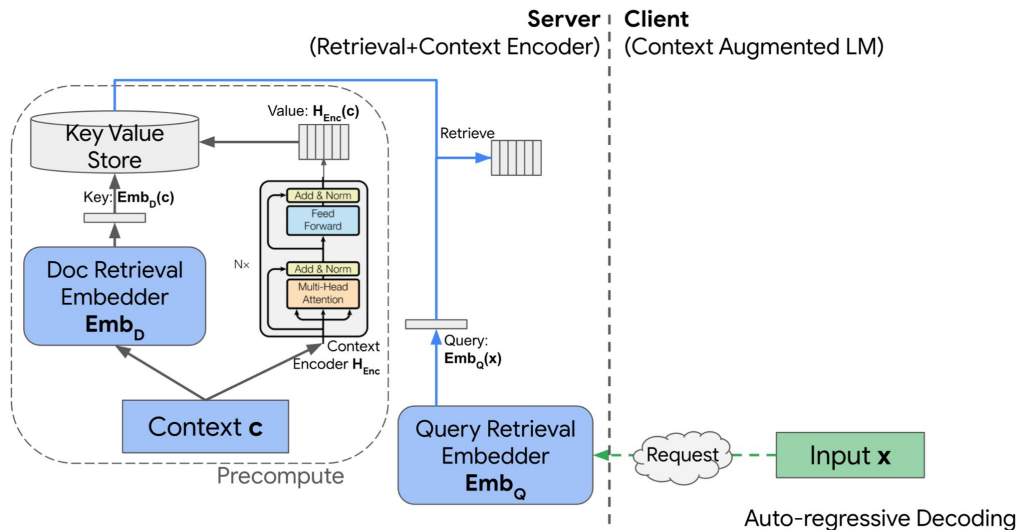 Server
(Retrieval+Context Encoder)
Client
(Context Augmented LM)
Value: H_Enc(c)
Key Value
Store
Retrieve
Key: Emb_D(c)
Add & Norm
Feed
Forward
N×
Add & Norm
Multi-Head
Attention
Doc Retrieval
Embedder
Emb_D
Context
Encoder H_Enc
Query:
Emb_Q(x)
Context c
Precompute
Query Retrieval
Embedder
Emb_Q
Request
Input x
Auto-regressive Decoding